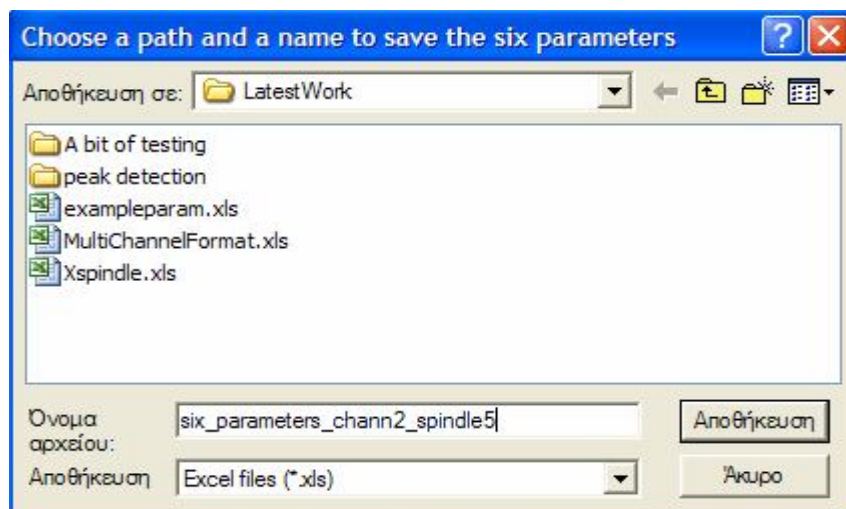 Choose a path and a name to save the six parameters
Αποθήκευση σε: LatestWork
A bit of testing
peak detection
exampleparam.xls
MultiChannelFormat.xls
Xspindle.xls
Όνομα αρχείου: six_parameters_chann2_spindle5 Αποθήκευση
Αποθήκευση Excel files (*.xls) Άκυρο